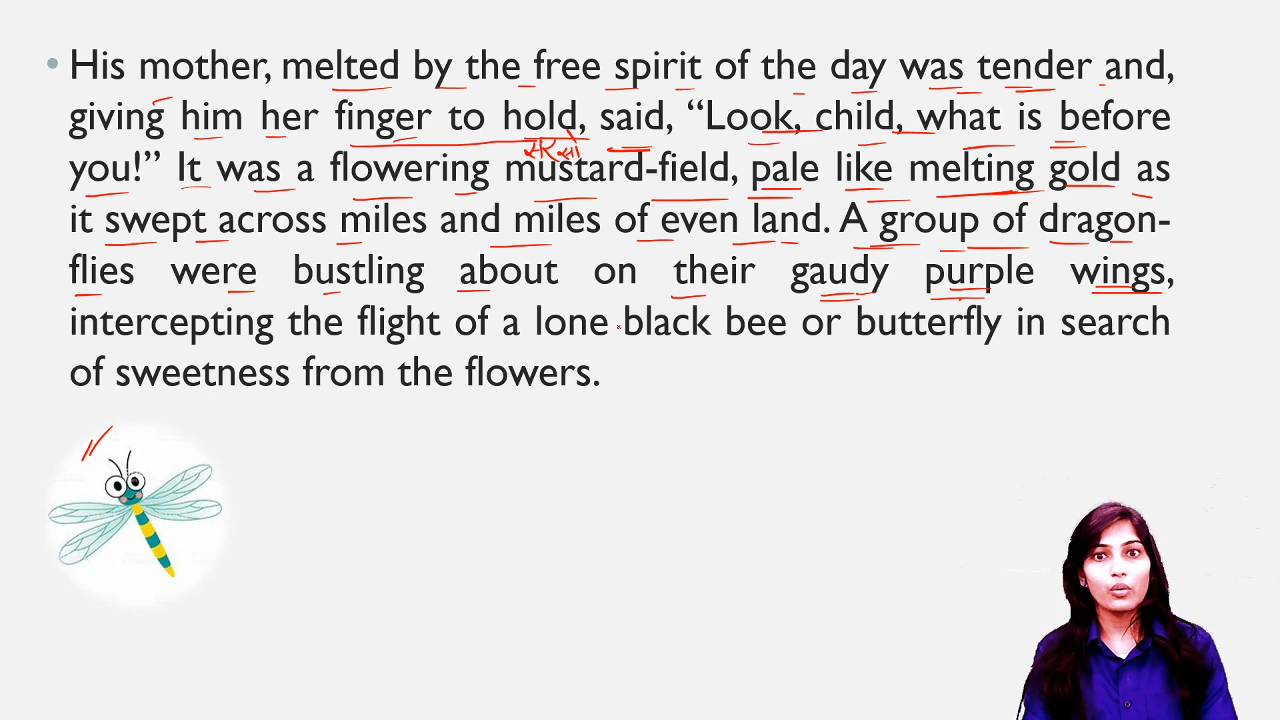 • His mother, melted by the free spirit of the day was tender and,
giving him her finger to hold, said, “Look, child, what is before
सरसो
you!” It was a flowering mustard-field, pale like melting gold as
it swept across miles and miles of even land. A group of dragon-
flies were bustling about on their gaudy purple wings,
intercepting the flight of a lone black bee or butterfly in search
of sweetness from the flowers.